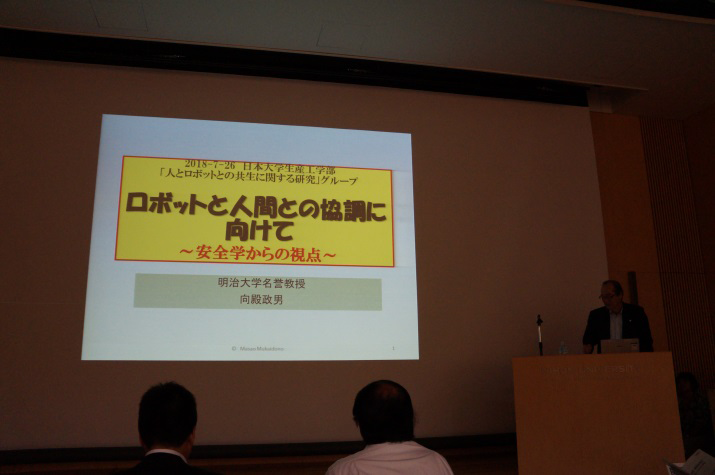 2018-7-26 日本大学生産工学部
「人とロボットとの共生に関する研究」グループ
ロボットと人間との協調に
向けて
～安全学からの視点～
明治大学名誉教授
向殿政男
© Masao Mukaidono
1